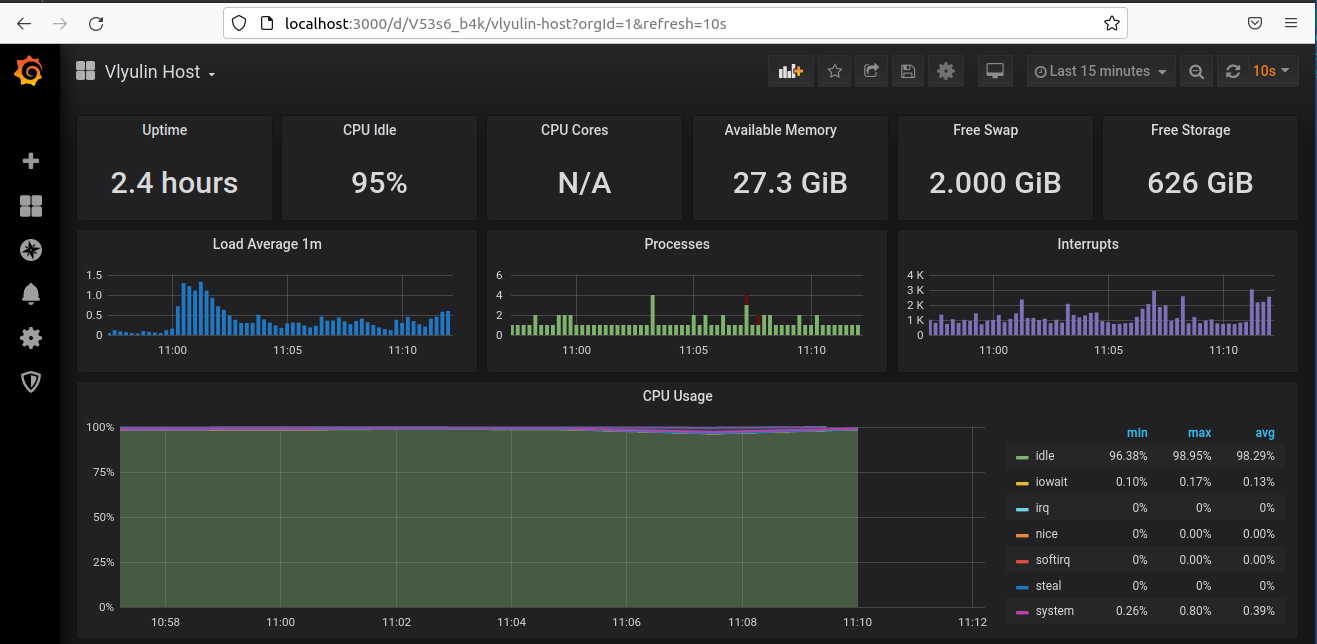 localhost:3000/d/V53s6_b4k/vlyulin-host?orgId=1&refresh=10s
Vlyulin Host
Last 15 minutes
10s
Uptime CPU Idle CPU Cores Available Memory Free Swap Free Storage
2.4 hours 95% N/A 27.3 GiB 2.000 GiB 626 GiB
Load Average 1m
1.5
1.0
0.5
0
11:00 11:05 11:10
Processes
6
4
2
0
11:00 11:05 11:10
Interrupts
4 K
3 K
2 K
1 K
0
11:00 11:05 11:10
CPU Usage
100%
75%
50%
25%
0%
10:58 11:00 11:02 11:04 11:06 11:08 11:10 11:12
min max avg
idle 96.38% 98.95% 98.29%
iowait 0.10% 0.17% 0.13%
irq 0% 0% 0%
nice 0% 0.00% 0.00%
softirq 0% 0.00% 0.00%
steal 0% 0% 0%
system 0.26% 0.80% 0.39%